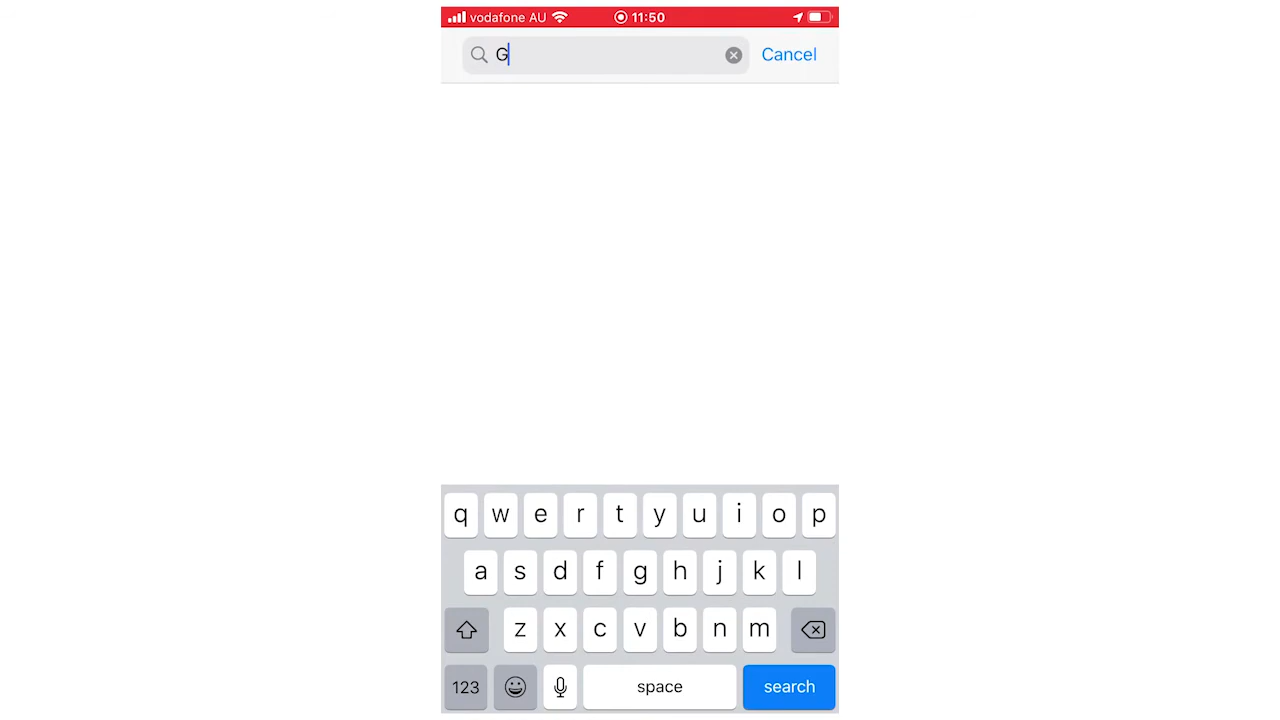 vodafone AU 11:50
G Cancel
q w e r t y u i o p
a s d f g h j k l
z x c v b n m
123 space search